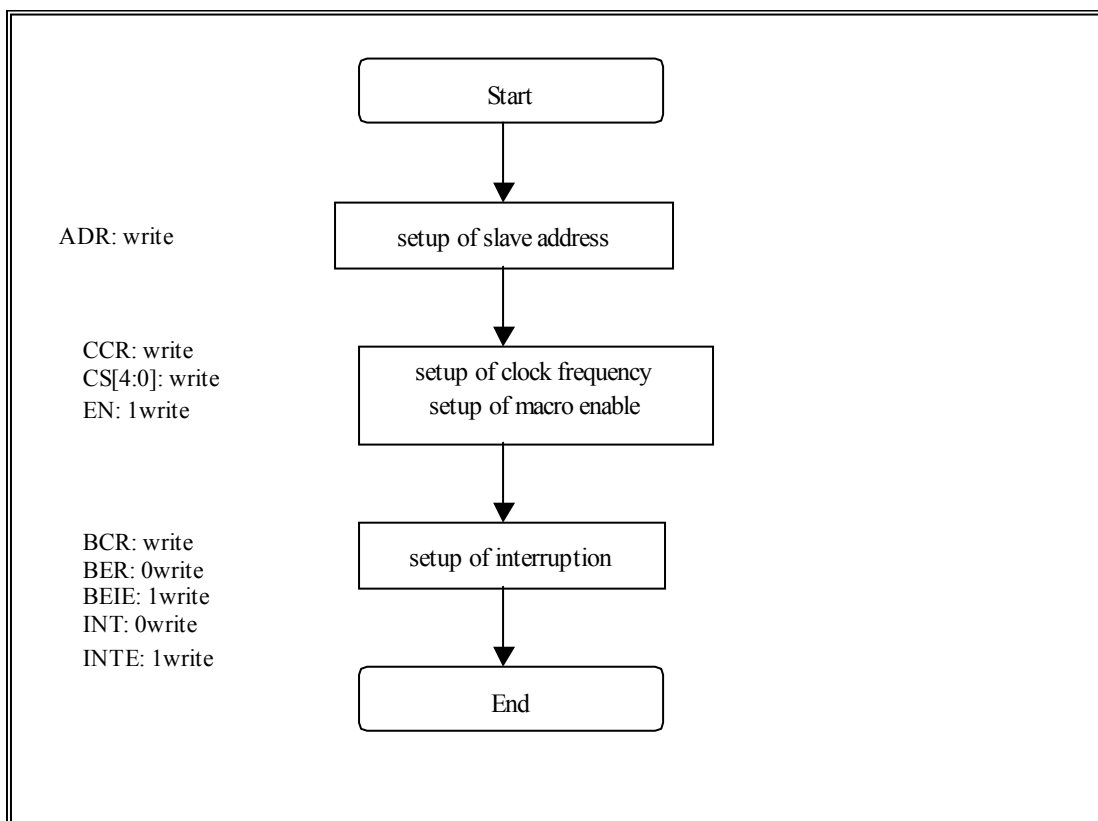 Start
ADR: write
setup of slave address
CCR: write
CS[4:0]: write
EN: 1write
setup of clock frequency
setup of macro enable
BCR: write
BER: 0write
BEIE: 1write
INT: 0write
INTE: 1write
setup of interruption
End